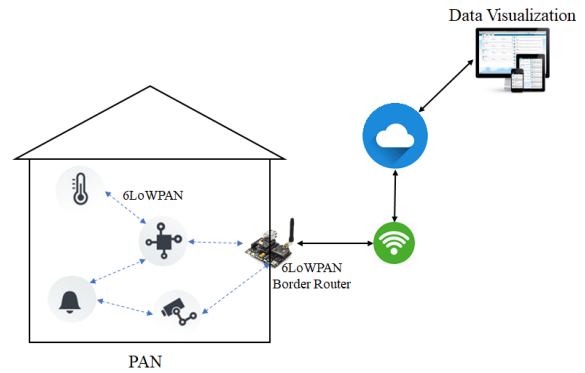 Data Visualization
6LoWPAN
6LoWPAN
Border Router
PAN